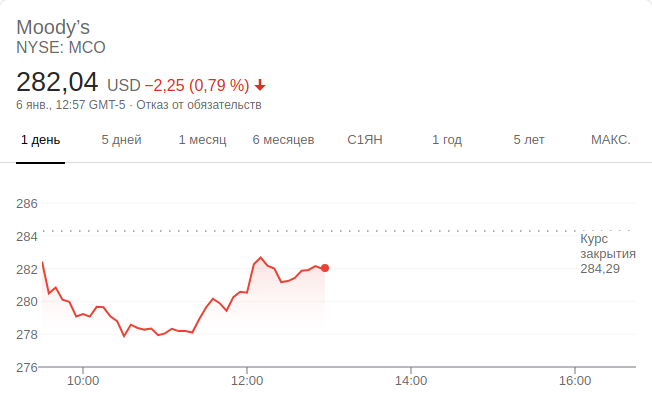 Moody’s
NYSE: MCO
282,04 USD −2,25 (0,79 %)
6 янв., 12:57 GMT-5 · Отказ от обязательств
1 день 5 дней 1 месяц 6 месяцев С1ЯН 1 год 5 лет МАКС.
286
284
Курс
закрытия
284,29
282
280
278
276
10:00 12:00 14:00 16:00